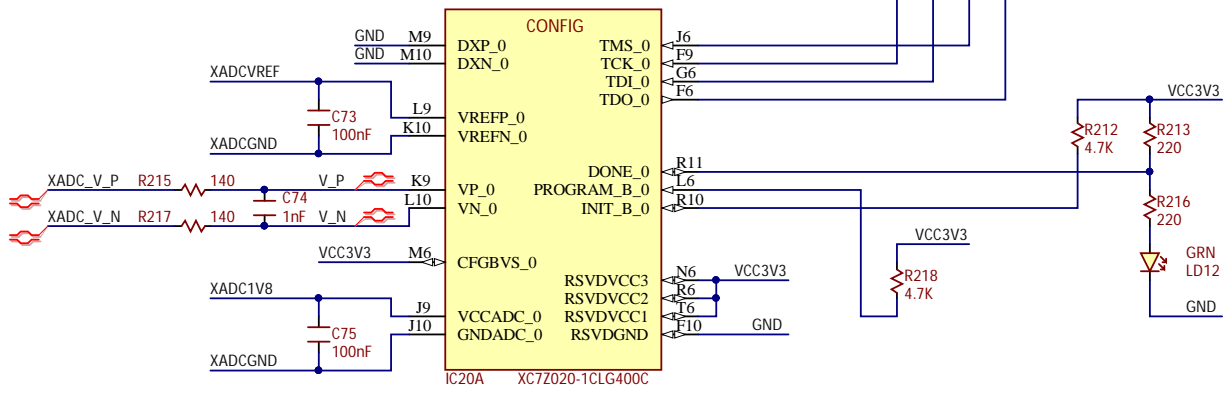 CONFIG
GND M9 DXP_0
GND M10 DXN_0
TMS_0 J6
TCK_0 F9
TDI_0 G6
TDO_0 F6
XADCVREF
C73
100nF
L9 VREFP_0
K10 VREFN_0
XADCGND
VCC3V3
R212
4.7K
R213
220
DONE_0 R11
PROGRAM_B_0 L6
INIT_B_0 R10
XADC_V_P R215 140 V_P K9 VP_0
C74
1nF
XADC_V_N R217 140 V_N L10 VN_0
R216
220
VCC3V3 M6 CFGBVS_0
VCC3V3
R218
4.7K
GRN
LD12
GND
RSVDVCC3 N6 VCC3V3
RSVDVCC2 R6
RSVDVCC1 T6
RSVDGND F10 GND
XADC1V8
C75
100nF
J9 VCCADC_0
J10 GNDADC_0
XADCGND
IC20A XC7Z020-1CLG400C